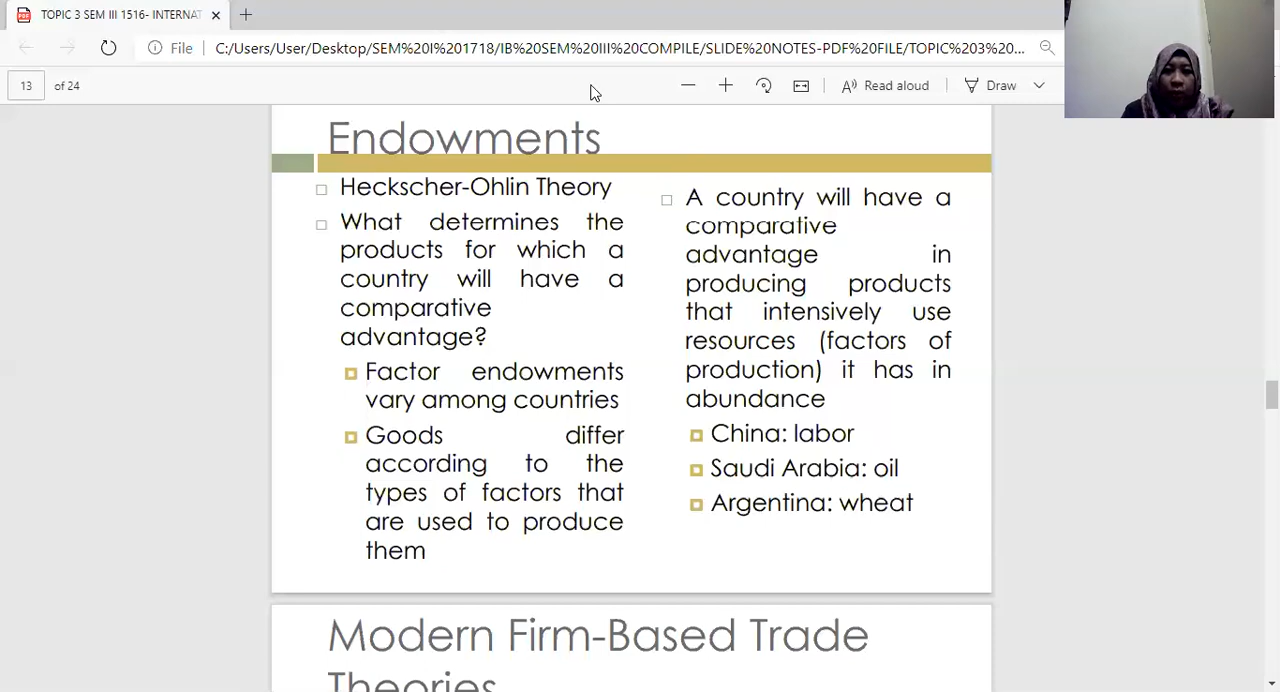 TOPIC 3 SEM III 1516- INTERNAT
File
C:/Users/User/Desktop/SEM%20I%201718/IB%20SEM%20III%20COMPILE/SLIDE%20NOTES-PDF%20FILE/TOPIC%203%20...
13
of 24
Read aloud
Draw
Endowments
Heckscher-Ohlin Theory
What determines the
products for which a
country will have a
comparative
advantage?
Factor endowments
vary among countries
Goods differ
according to the
types of factors that
are used to produce
them
A country will have a
comparative
advantage in
producing products
that intensively use
resources (factors of
production) it has in
abundance
China: labor
Saudi Arabia: oil
Argentina: wheat
Modern Firm-Based Trade
Theories